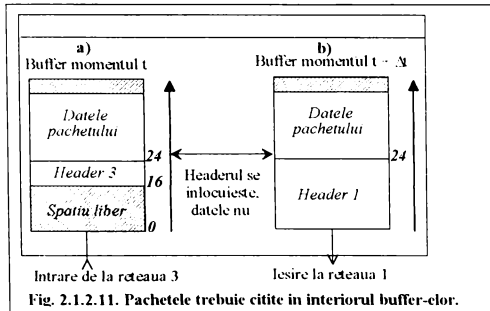 a)
Buffer momentul t
Datele
pachetului
24
Header 3
16
Spatiu liber
0
Intrare de la reteaua 3
Headerul se
inlocuieste.
datele nu
b)
Buffer momentul t - Δt
Datele
pachetului
24
Header 1
Iesire la reteaua 1
Fig. 2.1.2.11. Pachetele trebuie citite in interiorul buffer-elor.